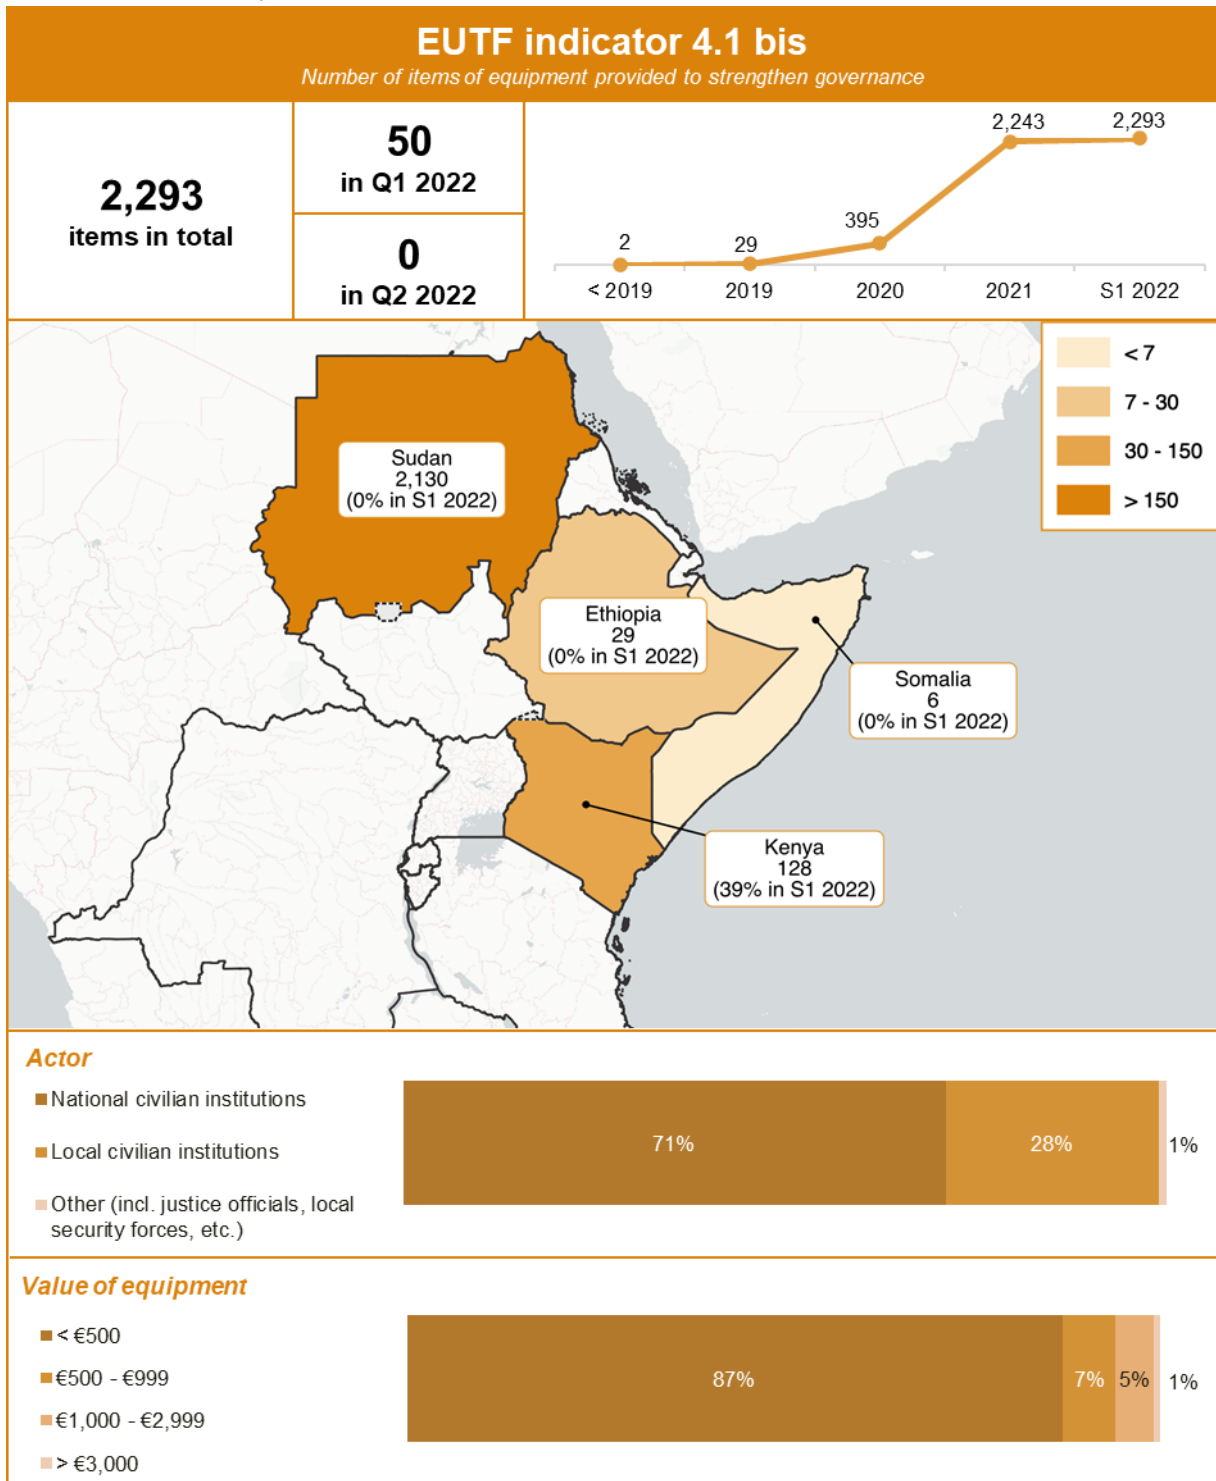 EUTF indicator 4.1 bis
Number of items of equipment provided to strengthen governance
2,293
items in total
50
in Q1 2022
0
in Q2 2022
2
29
395
2,243
2,293
< 2019
2019
2020
2021
S1 2022
< 7
7 - 30
30 - 150
> 150
Sudan
2,130
(0% in S1 2022)
Ethiopia
29
(0% in S1 2022)
Somalia
6
(0% in S1 2022)
Kenya
128
(39% in S1 2022)
Actor
National civilian institutions
Local civilian institutions
Other (incl. justice officials, local
security forces, etc.)
71%
28%
1%
Value of equipment
< €500
€500 - €999
€1,000 - €2,999
> €3,000
87%
7%
5%
1%